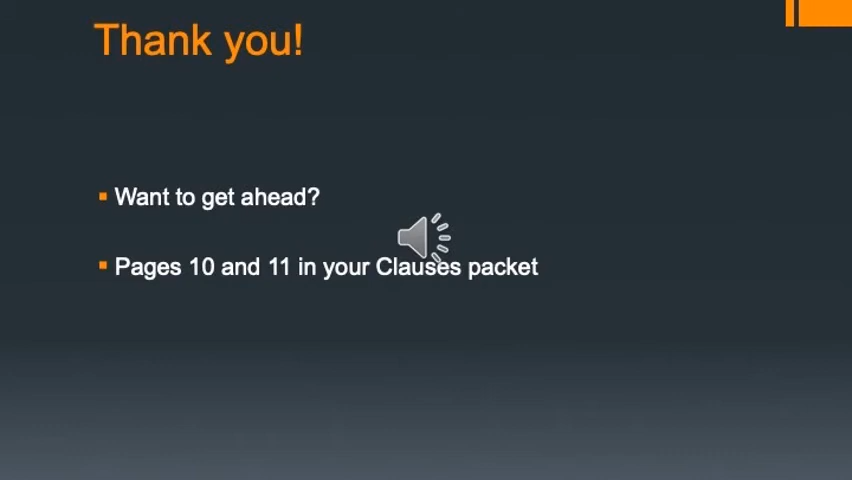 Thank you!
Want to get ahead?
Pages 10 and 11 in your Clauses packet